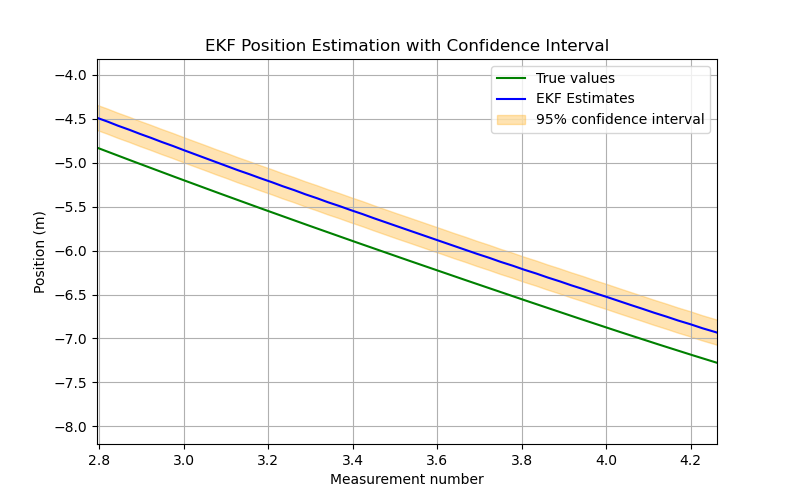 EKF Position Estimation with Confidence Interval
True values
EKF Estimates
95% confidence interval
Position (m)
−4.0
−4.5
−5.0
−5.5
−6.0
−6.5
−7.0
−7.5
−8.0
2.8 3.0 3.2 3.4 3.6 3.8 4.0 4.2
Measurement number